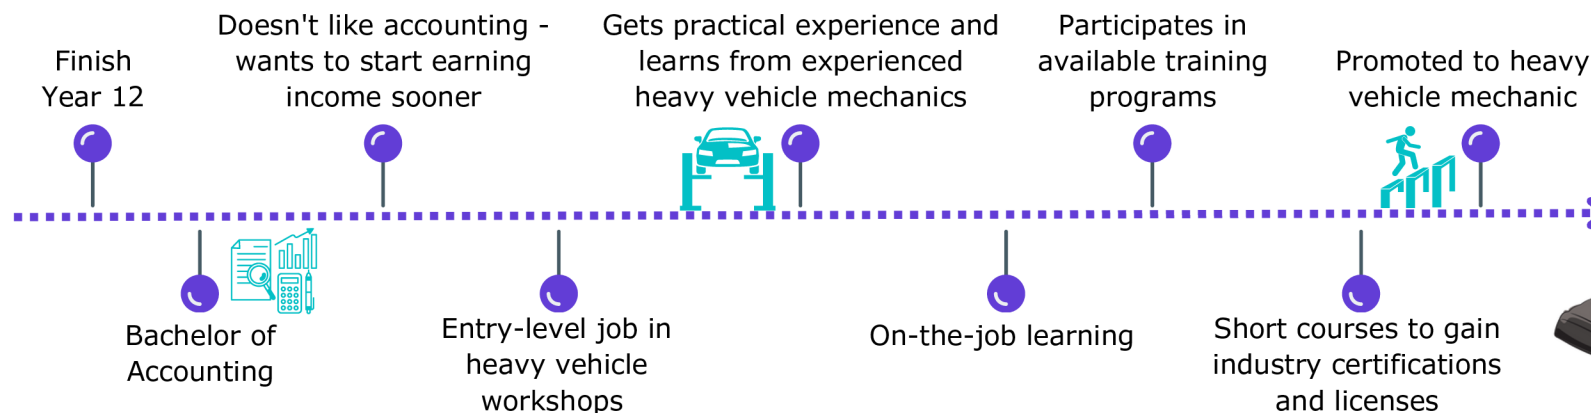 Finish
Year 12
Bachelor of
Accounting
Doesn't like accounting -
wants to start earning
income sooner
Entry-level job in
heavy vehicle
workshops
Gets practical experience and
learns from experienced
heavy vehicle mechanics
On-the-job learning
Participates in
available training
programs
Short courses to gain
industry certifications
and licenses
Promoted to heavy
vehicle mechanic